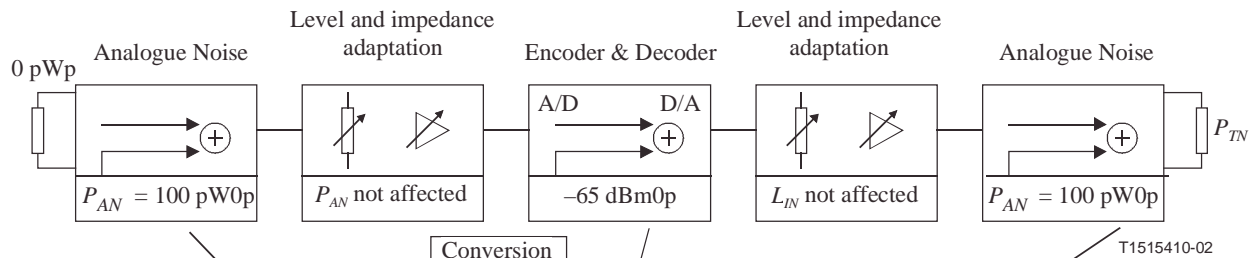 Level and impedance
adaptation
Level and impedance
adaptation
Analogue Noise
Encoder & Decoder
Analogue Noise
0 pWp
A/D
D/A
P_TN
P_AN = 100 pW0p
P_AN not affected
–65 dBm0p
L_IN not affected
P_AN = 100 pW0p
Conversion
T1515410-02